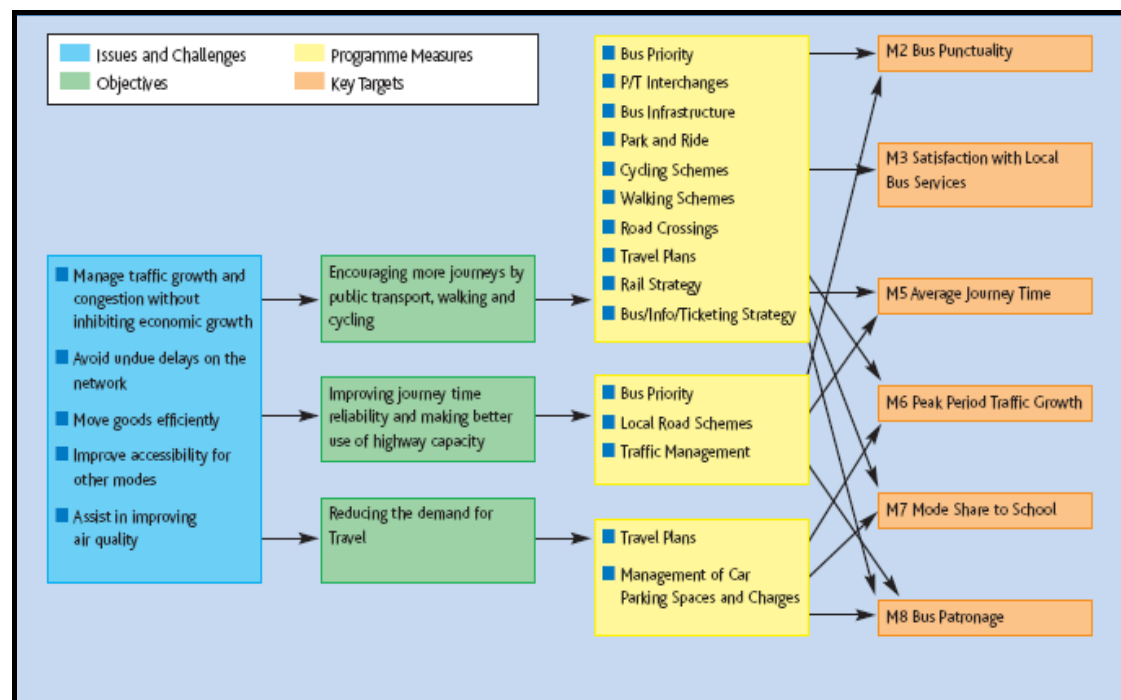 Issues and Challenges
Programme Measures
Objectives
Key Targets
Manage traffic growth and
congestion without
inhibiting economic growth
Avoid undue delays on the
network
Move goods efficiently
Improve accessibility for
other modes
Assist in improving
air quality
Encouraging more journeys by
public transport, walking and
cycling
Improving journey time
reliability and making better
use of highway capacity
Reducing the demand for
Travel
Bus Priority
P/T Interchanges
Bus Infrastructure
Park and Ride
Cycling Schemes
Walking Schemes
Road Crossings
Travel Plans
Rail Strategy
Bus/Info/Ticketing Strategy
Bus Priority
Local Road Schemes
Traffic Management
Travel Plans
Management of Car
Parking Spaces and Charges
M2 Bus Punctuality
M3 Satisfaction with Local
Bus Services
M5 Average Journey Time
M6 Peak Period Traffic Growth
M7 Mode Share to School
M8 Bus Patronage